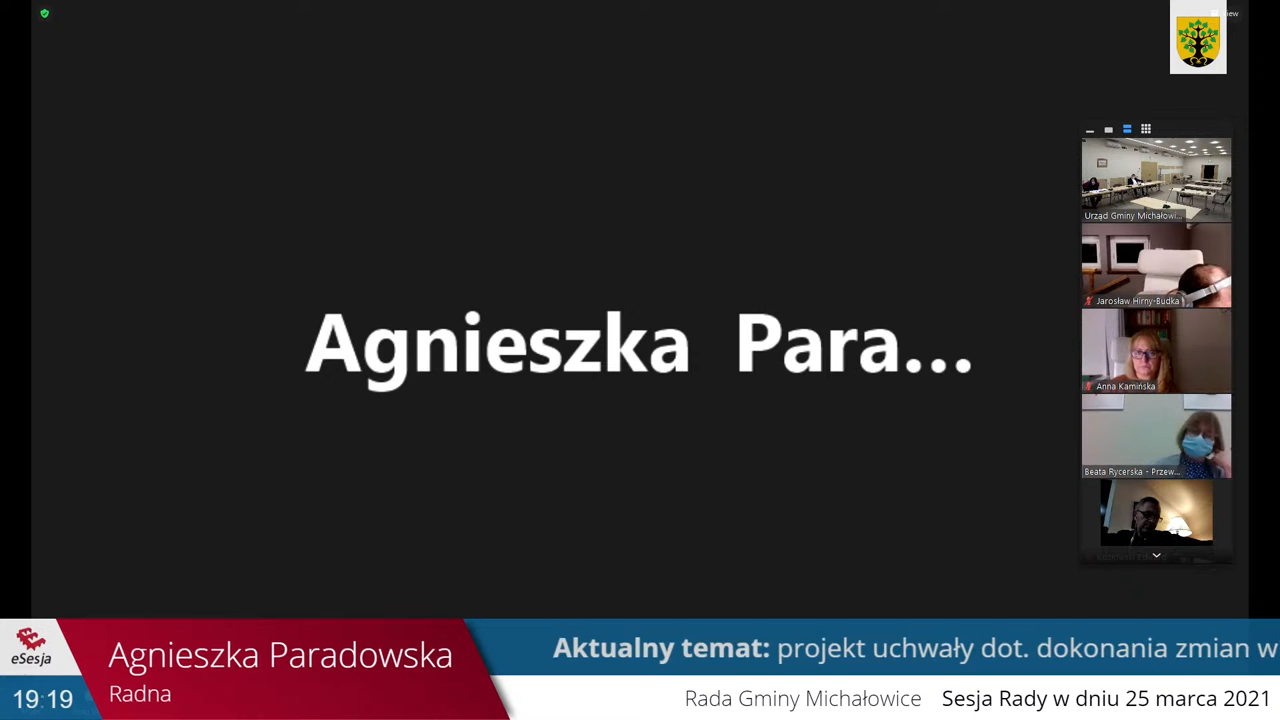 View
Urząd Gminy Michałowi...
Jarosław Hirny-Budka
Anna Kamińska
Beata Rycerska - Przew...
Agnieszka Para...
eSesja
19:19
Agnieszka Paradowska
Radna
Aktualny temat: projekt uchwały dot. dokonania zmian w
Rada Gminy Michałowice Sesja Rady w dniu 25 marca 2021